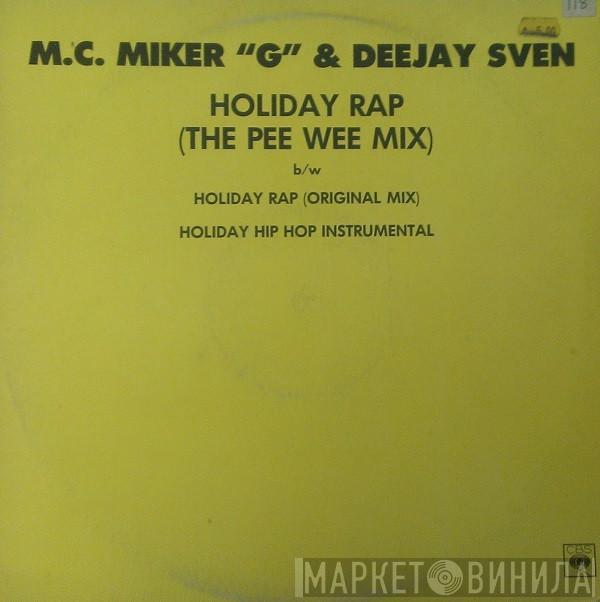 118
M.C. MIKER “G” & DEEJAY SVEN
HOLIDAY RAP
(THE PEE WEE MIX)
b/w
HOLIDAY RAP (ORIGINAL MIX)
HOLIDAY HIP HOP INSTRUMENTAL
CBS
МАРКЕТ ВИНИЛА